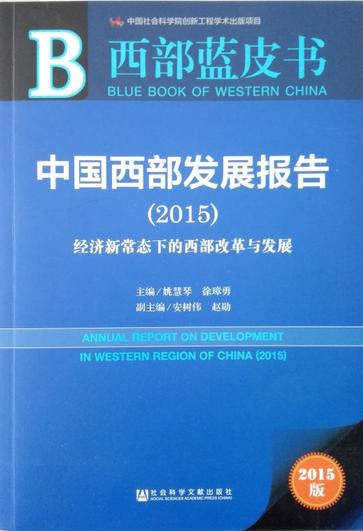 中国社会科学院创新工程学术出版项目
B
西部蓝皮书
BLUE BOOK OF WESTERN CHINA
中国西部发展报告
(2015)
经济新常态下的西部改革与发展
主编/姚慧琴 徐璋勇
副主编/安树伟 赵勋
ANNUAL REPORT ON DEVELOPMENT
IN WESTERN REGION OF CHINA (2015)
社会科学文献出版社
SOCIAL SCIENCES ACADEMIC PRESS (CHINA)
2015
版